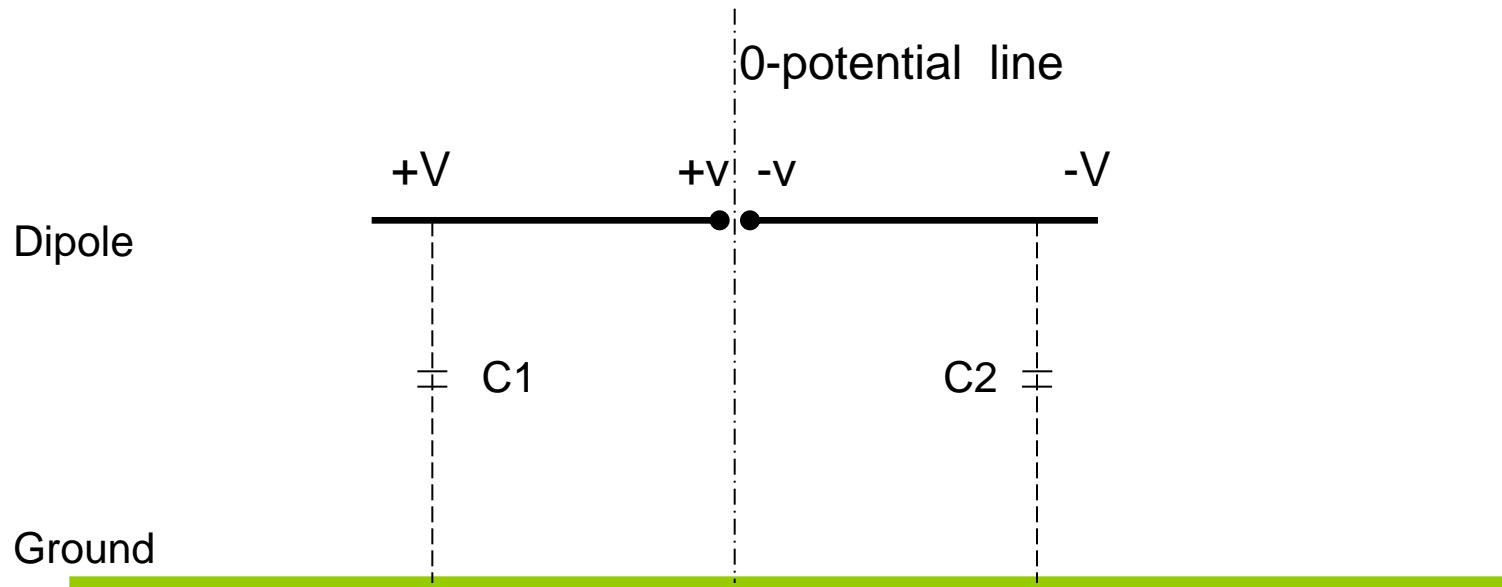 0-potential line
+V +v -v -V
Dipole
C1 C2
Ground